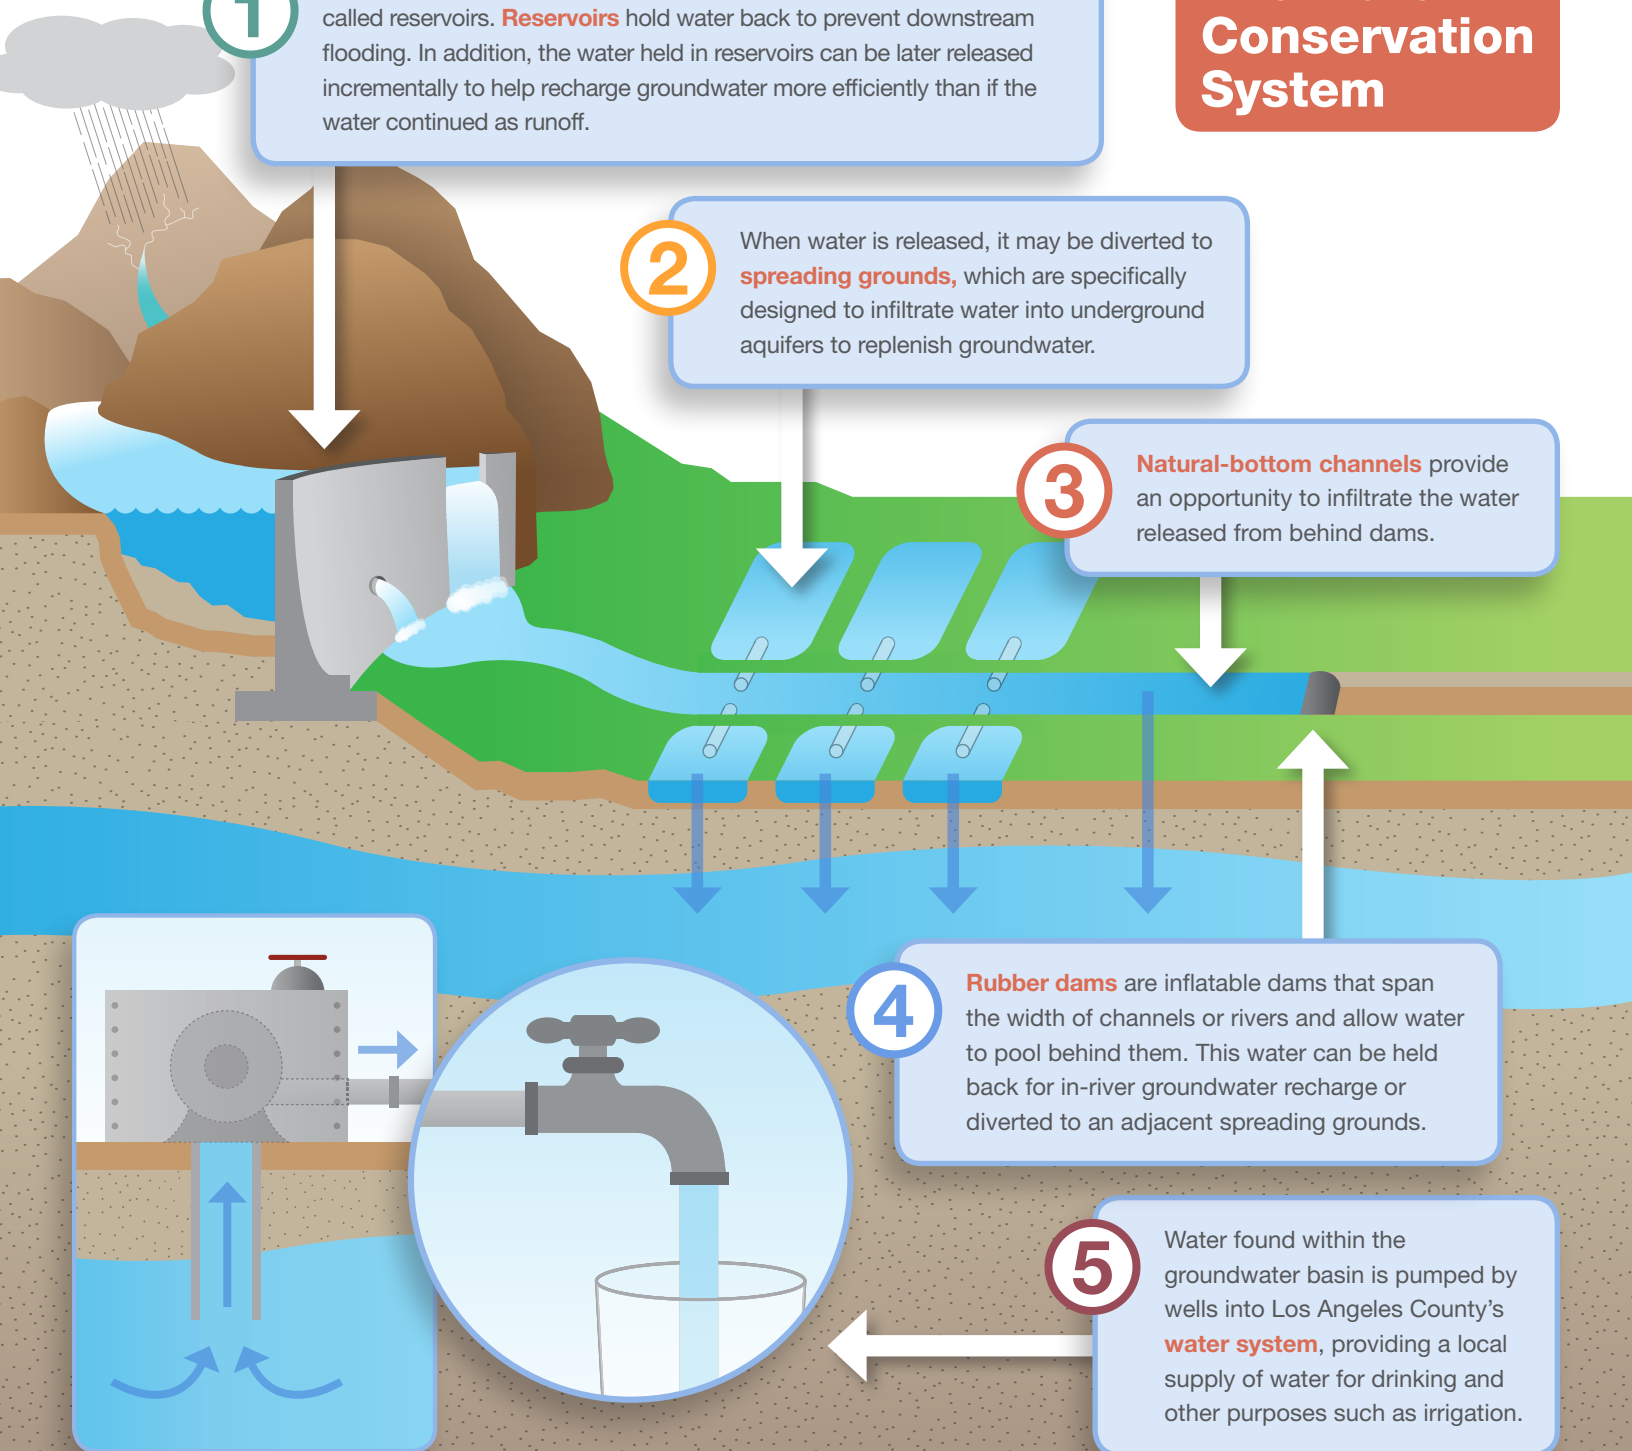 1
called reservoirs. Reservoirs hold water back to prevent downstream
flooding. In addition, the water held in reservoirs can be later released
incrementally to help recharge groundwater more efficiently than if the
water continued as runoff.
Conservation
System
2
When water is released, it may be diverted to
spreading grounds, which are specifically
designed to infiltrate water into underground
aquifers to replenish groundwater.
3
Natural-bottom channels provide
an opportunity to infiltrate the water
released from behind dams.
4
Rubber dams are inflatable dams that span
the width of channels or rivers and allow water
to pool behind them. This water can be held
back for in-river groundwater recharge or
diverted to an adjacent spreading grounds.
5
Water found within the
groundwater basin is pumped by
wells into Los Angeles County's
water system, providing a local
supply of water for drinking and
other purposes such as irrigation.